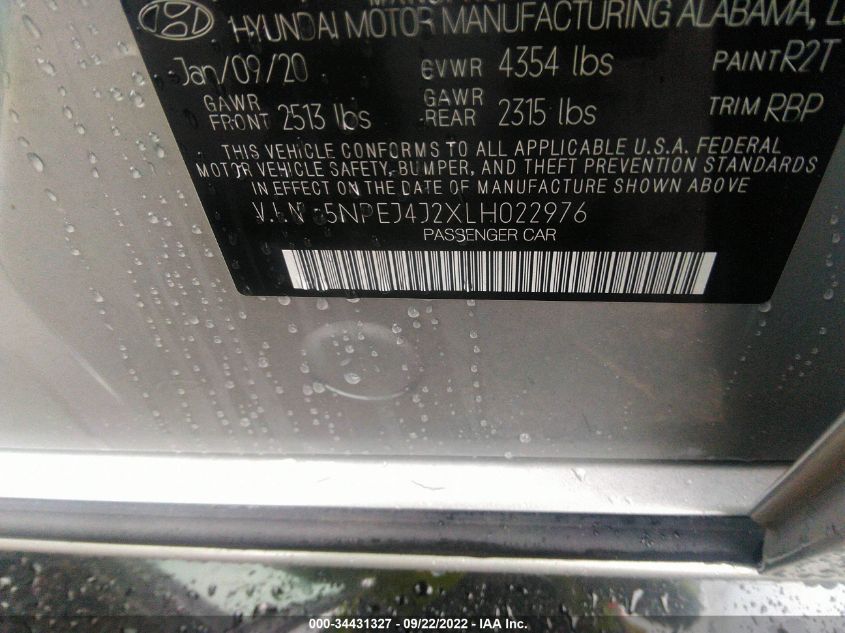 HYUNDAI MOTOR MANUFACTURING ALABAMA,
Jan/09/20 GVWR 4354 lbs PAINT R2T
GAWR FRONT 2513 lbs GAWR REAR 2315 lbs TRIM RBP
THIS VEHICLE CONFORMS TO ALL APPLICABLE U.S.A. FEDERAL
MOTOR VEHICLE SAFETY, BUMPER, AND THEFT PREVENTION STANDARDS
IN EFFECT ON THE DATE OF MANUFACTURE SHOWN ABOVE
V.I.N :5NPEJ4J2XLH022976
PASSENGER CAR
000-34431327 - 09/22/2022 - IAA Inc.